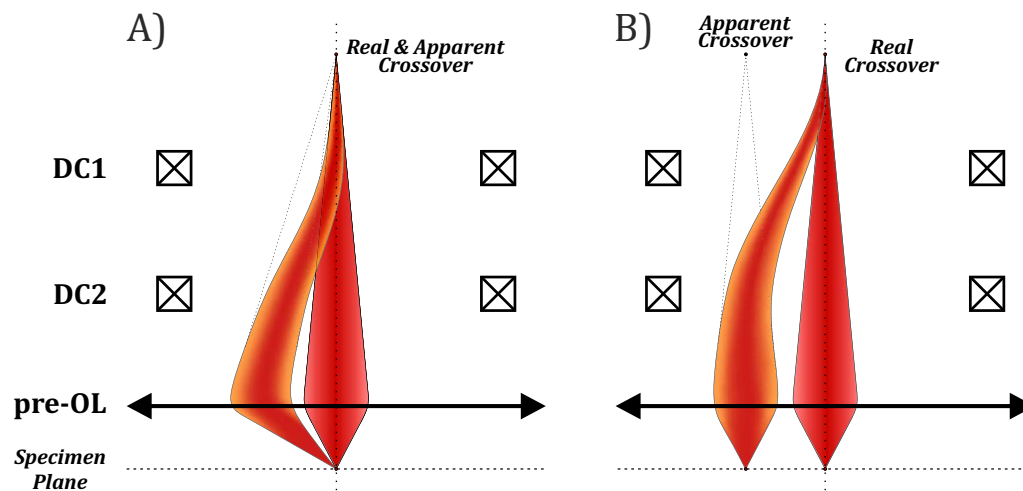 A)
Real & Apparent
Crossover
B)
Apparent
Crossover
Real
Crossover
DC1
DC2
pre-OL
Specimen
Plane